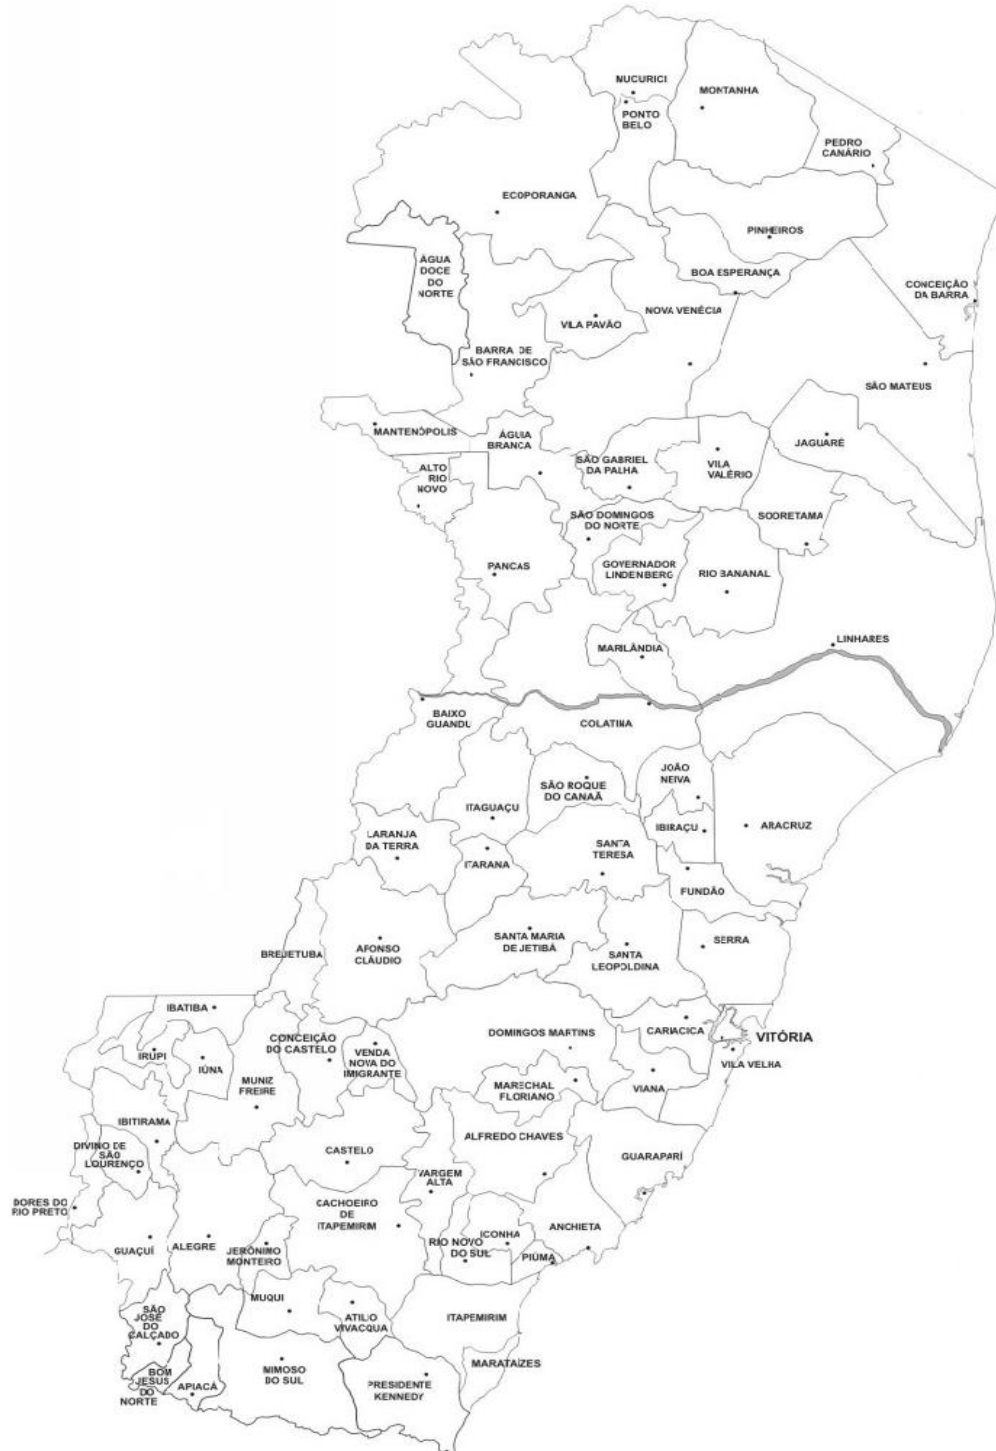 MUCURICI
MONTANHA
PONTO
BELO
PEDRO
CANÁRIO
ECOPORANGA
PINHEIROS
ÁGUA
DOCE
DO
NORTE
BOA ESPERANÇA
CONCEIÇÃO
DA BARRA
NOVA VENÉCIA
VILA PAVÃO
BARRA DE
SÃO FRANCISCO
SÃO MATEUS
MANTENÓPOLIS
ÁGUIA
BRANCA
JAGUARÉ
SÃO GABRIEL
DA PALHA
VILA
VALÉRIO
ALTO
RIO
NOVO
SÃO DOMINGOS
DO NORTE
SOORETAMA
PANCAS
GOVERNADOR
LINDENBERG
RIO BANANAL
MARILÂNDIA
LINHARES
BAIXO
GUANDU
COLATINA
JOÃO
NEIVA
SÃO ROQUE
DO CANAÃ
ITAGUAÇU
IBIRAÇU
ARACRUZ
LARANJA
DA TERRA
SANTA
TERESA
ITARANA
FUNDÃO
SANTA MARIA
DE JETIBÁ
SERRA
BREJETUBA
AFONSO
CLÁUDIO
SANTA
LEOPOLDINA
IBATIBA
CONCEIÇÃO
DO CASTELO
DOMINGOS MARTINS
CARIACICA
VITÓRIA
IRUPI
IÚNA
VENDA
NOVA DO
IMIGRANTE
VILA VELHA
MUNIZ
FREIRE
MARECHAL
FLORIANO
VIANA
IBITIRAMA
ALFREDO CHAVES
DIVINO DE
SÃO
LOURENÇO
CASTELO
GUARAPARÍ
VARGEM
ALTA
DORES DO
RIO PRETO
CACHOEIRO
DE
ITAPEMIRIM
ANCHIETA
GUAÇUÍ
ALEGRE
JERÔNIMO
MONTEIRO
RIO NOVO
DO SUL
ICONHA
PIÚMA
MUQUI
SÃO
JOSÉ
DO
CALÇADO
ATILIO
VIVACQUA
ITAPEMIRIM
MARATAÍZES
BOM
JESUS
DO
NORTE
APIACÁ
MIMOSO
DO SUL
PRESIDENTE
KENNEDY